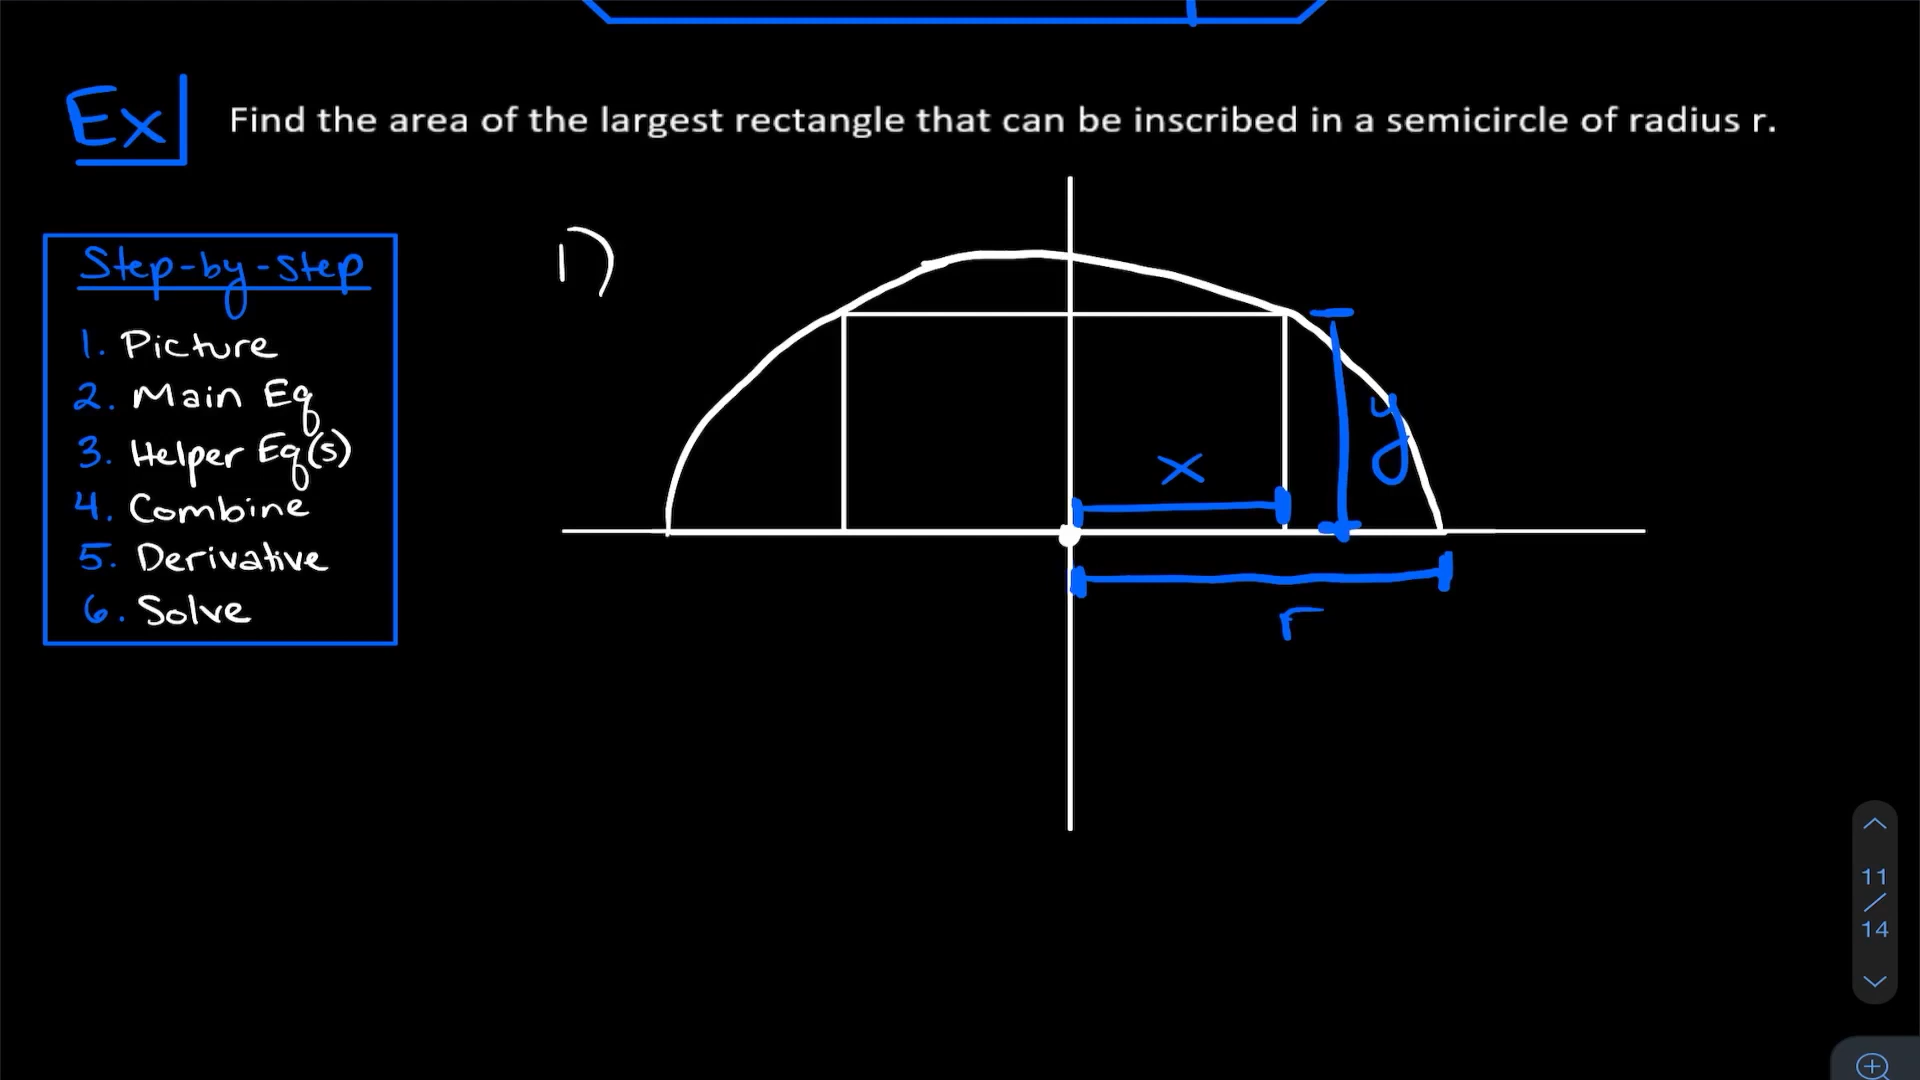 Ex
Find the area of the largest rectangle that can be inscribed in a semicircle of radius r.
Step-by-step
1. Picture
2. Main Eq
3. Helper Eq(s)
4. Combine
5. Derivative
6. Solve
1)
y
x
r
11
/
14